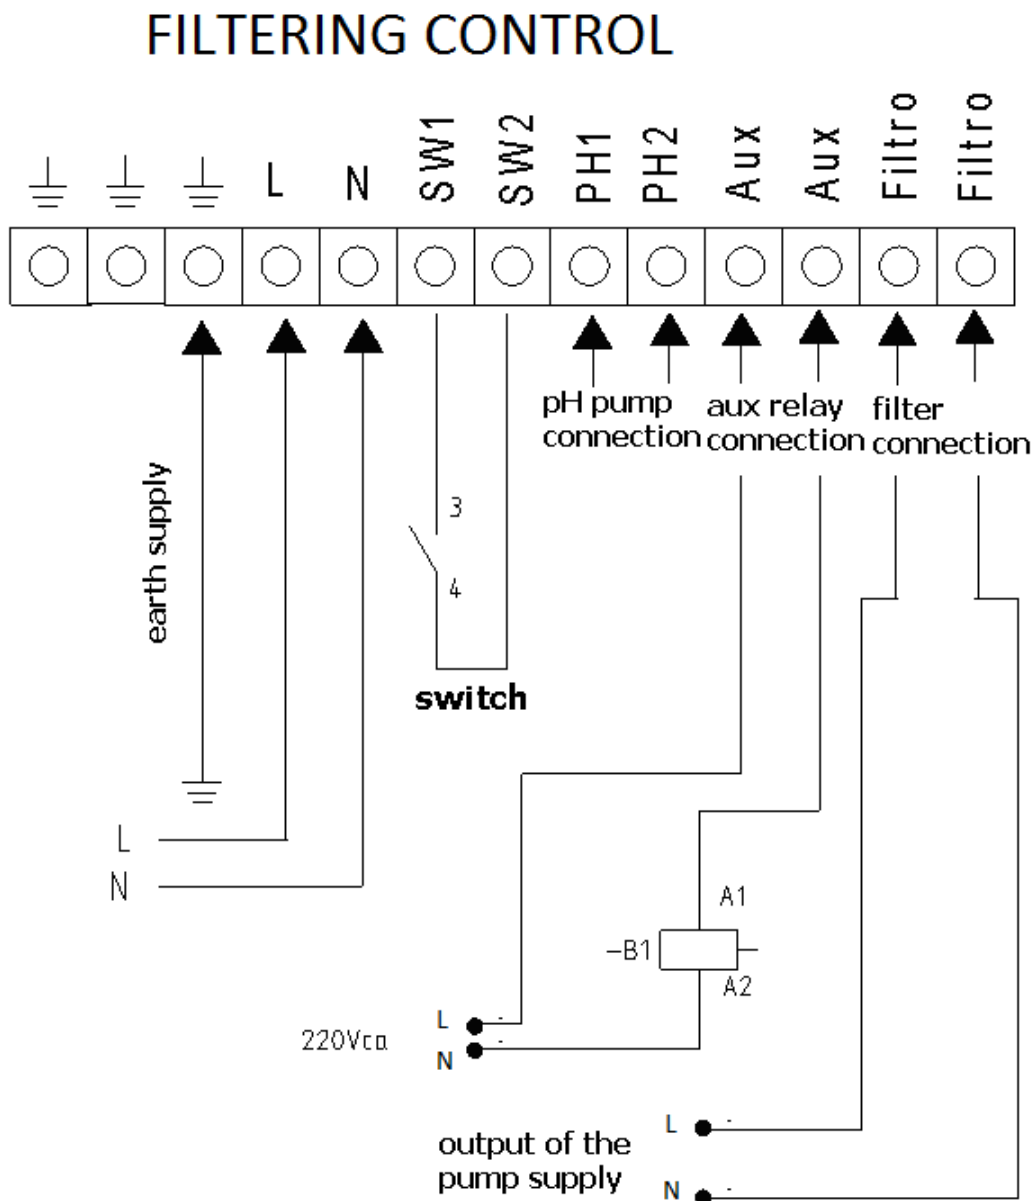 FILTERING CONTROL
L
N
SW1
SW2
PH1
PH2
Aux
Aux
Filtro
Filtro
pH pump
connection
aux relay
connection
filter
connection
earth supply
3
4
switch
L
N
A1
-B1
A2
220Vca
L
N
output of the
pump supply
L
N